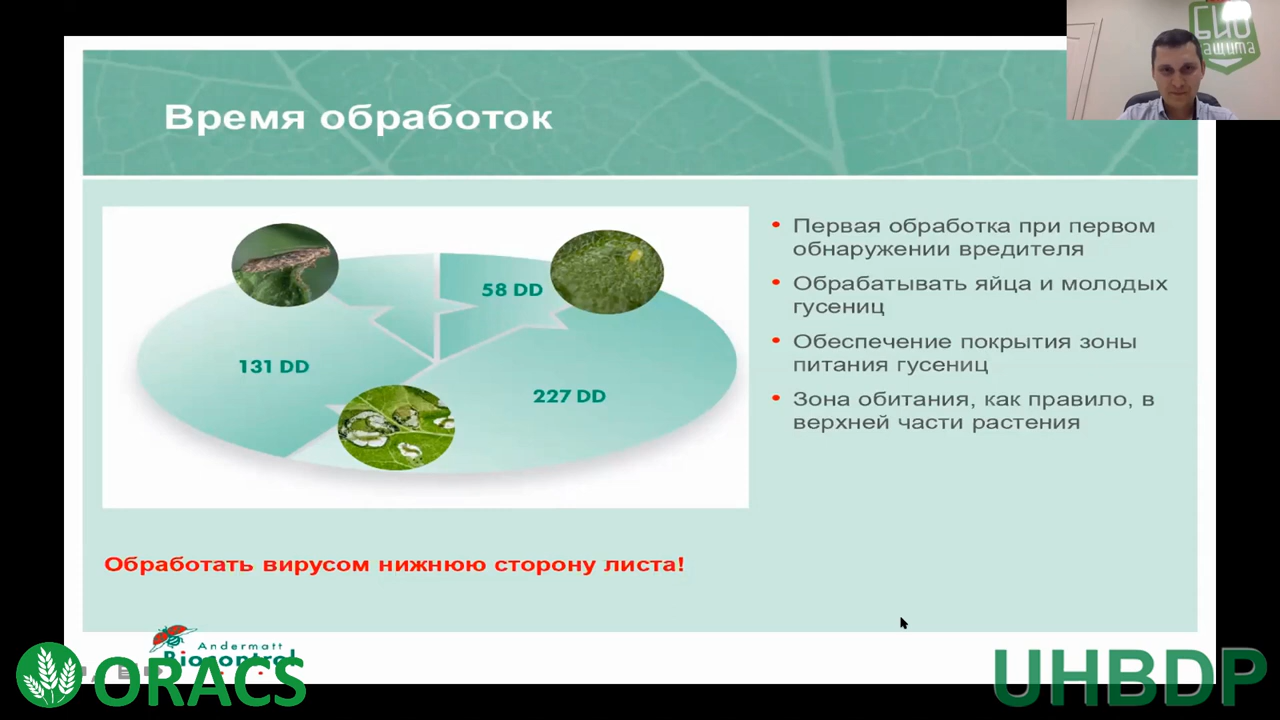 БИО
ащита
Время обработок
58 DD
131 DD
227 DD
• Первая обработка при первом
обнаружении вредителя
• Обрабатывать яйца и молодых
гусениц
• Обеспечение покрытия зоны
питания гусениц
• Зона обитания, как правило, в
верхней части растения
Обработать вирусом нижнюю сторону листа!
Andermatt
Biocontrol
ORACS
UHBDP